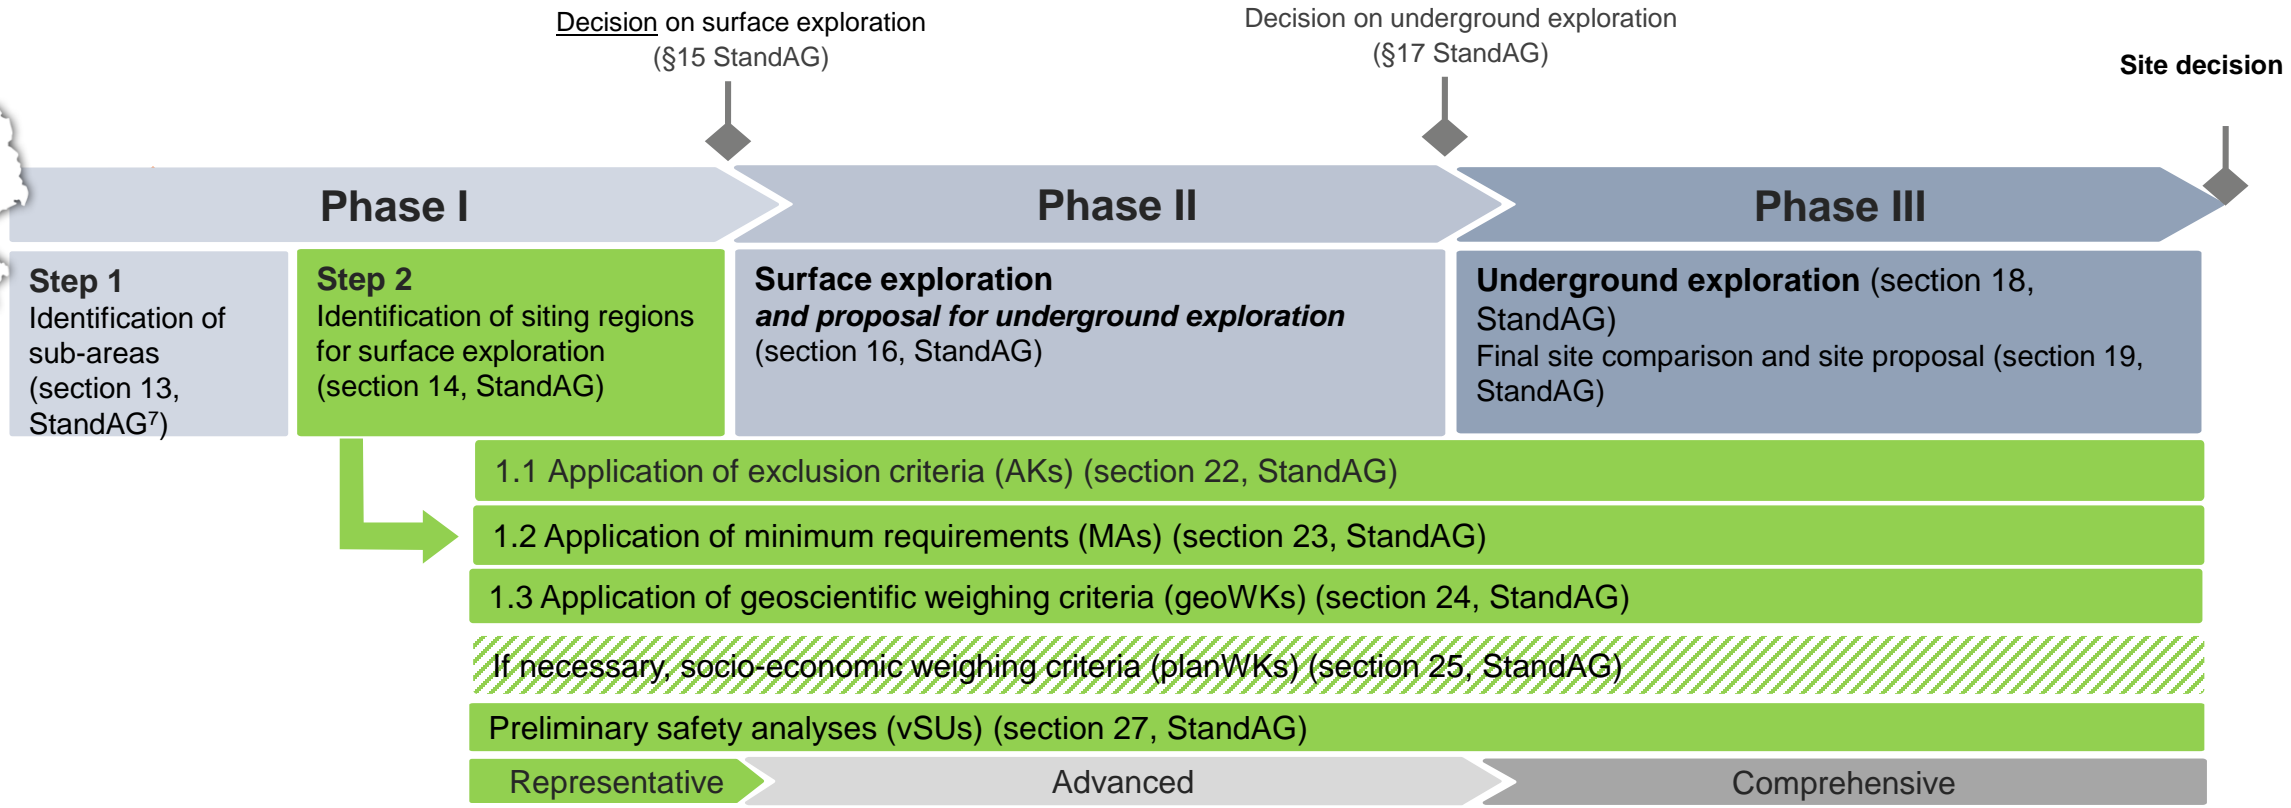 Decision on surface exploration
(§15 StandAG)
Decision on underground exploration
(§17 StandAG)
Site decision
Phase I
Phase II
Phase III
Step 1
Identification of
sub-areas
(section 13,
StandAG7)
Step 2
Identification of siting regions
for surface exploration
(section 14, StandAG)
Surface exploration
and proposal for underground exploration
(section 16, StandAG)
Underground exploration (section 18,
StandAG)
Final site comparison and site proposal (section 19,
StandAG)
1.1 Application of exclusion criteria (AKs) (section 22, StandAG)
1.2 Application of minimum requirements (MAs) (section 23, StandAG)
1.3 Application of geoscientific weighing criteria (geoWKs) (section 24, StandAG)
If necessary, socio-economic weighing criteria (planWKs) (section 25, StandAG)
Preliminary safety analyses (vSUs) (section 27, StandAG)
Representative
Advanced
Comprehensive